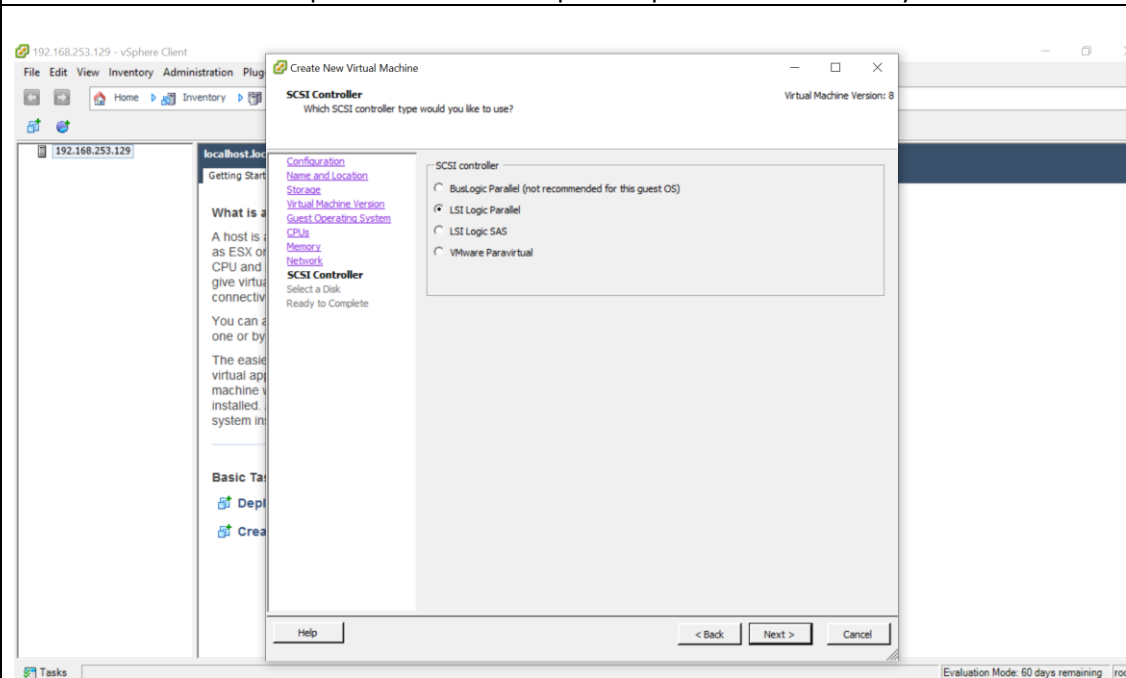 192.168.253.129 - vSphere Client
File Edit View Inventory Administration Plug
Home Inventory
192.168.253.129
localhost.loc
Getting Start
What is a
A host is
as ESX or
CPU and
give virtua
connectiv
You can a
one or by
The easie
virtual app
machine v
installed.
system in
Basic Ta
Depl
Crea
Create New Virtual Machine
SCSI Controller
Which SCSI controller type would you like to use?
Virtual Machine Version: 8
Configuration
Name and Location
Storage
Virtual Machine Version
Guest Operating System
CPUs
Memory
Network
SCSI Controller
Select a Disk
Ready to Complete
SCSI controller
BusLogic Parallel (not recommended for this guest OS)
LSI Logic Parallel
LSI Logic SAS
VMware Paravirtual
Help
< Back
Next >
Cancel
Tasks
Evaluation Mode: 60 days remaining